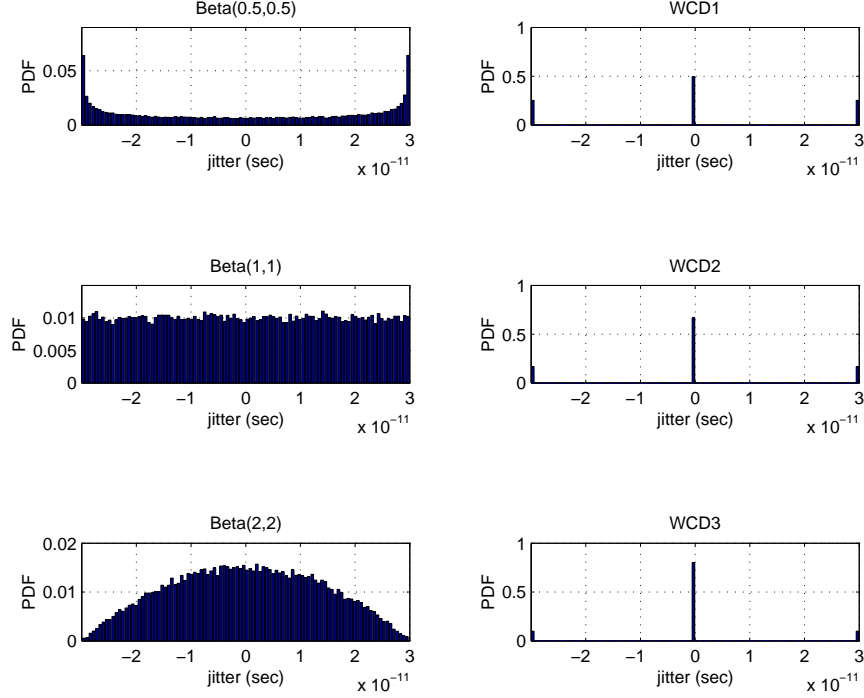 Beta(0.5,0.5)
PDF
0.05
0
−2 −1 0 1 2 3
jitter (sec)
x 10−11
WCD1
PDF
1
0.5
0
−2 −1 0 1 2 3
jitter (sec)
x 10−11
Beta(1,1)
PDF
0.01
0.005
0
−2 −1 0 1 2 3
jitter (sec)
x 10−11
WCD2
PDF
1
0.5
0
−2 −1 0 1 2 3
jitter (sec)
x 10−11
Beta(2,2)
PDF
0.02
0.01
0
−2 −1 0 1 2 3
jitter (sec)
x 10−11
WCD3
PDF
1
0.5
0
−2 −1 0 1 2 3
jitter (sec)
x 10−11